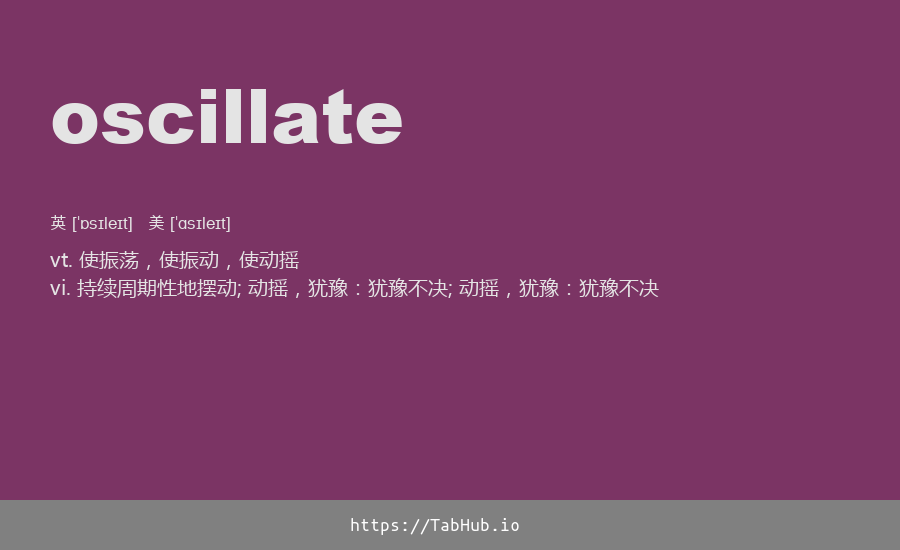 oscillate
英 [ˈɒsɪleɪt]   美 [ˈɑsɪleɪt]
vt. 使振荡，使振动，使动摇
vi. 持续周期性地摆动; 动摇，犹豫：犹豫不决; 动摇，犹豫：犹豫不决
https://TabHub.io